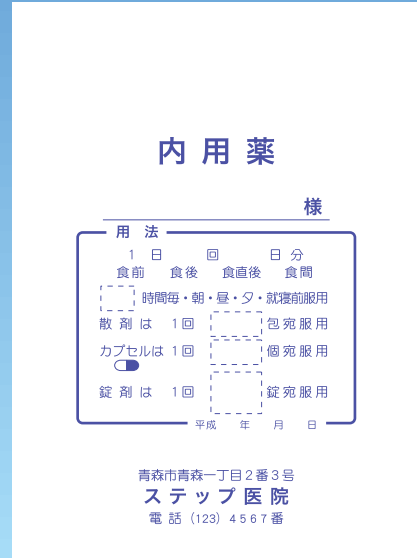 内用薬
様
用法
1日 回 日分
食前 食後 食直後 食間
時間毎・朝・昼・夕・就寝前服用
散剤は 1回 包宛服用
カプセルは 1回 個宛服用
錠剤は 1回 錠宛服用
平成 年 月 日
青森市青森一丁目2番3号
ステップ医院
電話(123)4567番